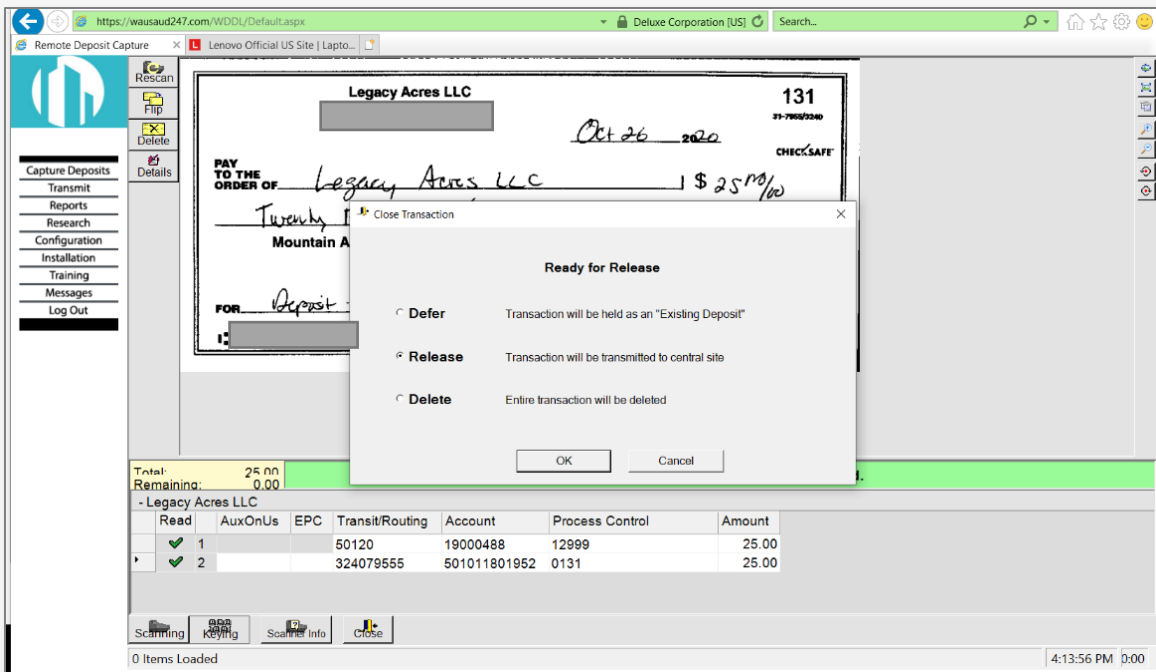 https://wausaud247.com/WDDL/Default.aspx
Deluxe Corporation [US]
Search...
Remote Deposit Capture
Lenovo Official US Site | Lapto...
Capture Deposits
Transmit
Reports
Research
Configuration
Installation
Training
Messages
Log Out
Rescan
Flip
Delete
Details
Legacy Acres LLC
131
31-7955/3240
Oct 26 2020
CHECKSAFE
PAY
TO THE
ORDER OF Legacy Acres LLC $ 25 no/00
Twenty
Mountain A
FOR Deposit -
Close Transaction
Ready for Release
Defer Transaction will be held as an "Existing Deposit"
Release Transaction will be transmitted to central site
Delete Entire transaction will be deleted
OK Cancel
Total: 25.00
Remaining: 0.00
- Legacy Acres LLC
Read AuxOnUs EPC Transit/Routing Account Process Control Amount
1 50120 19000488 12999 25.00
2 324079555 501011801952 0131 25.00
Scanning Keying Scanner Info Close
0 Items Loaded
4:13:56 PM 0:00